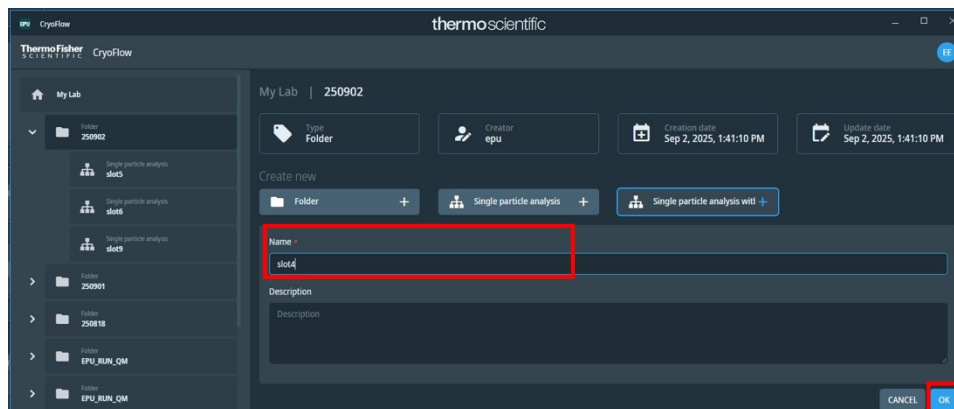 EPU CryoFlow
thermo scientific
ThermoFisher
SCIENTIFIC
CryoFlow
EE
My Lab
Folder
250902
Single particle analysis
slot5
Single particle analysis
slot6
Single particle analysis
slot9
Folder
250901
Folder
250818
Folder
EPU_RUN_QM
Folder
EPU_RUN_QM
My Lab | 250902
Type
Folder
Creator
epu
Creation date
Sep 2, 2025, 1:41:10 PM
Update date
Sep 2, 2025, 1:41:10 PM
Create new
Folder +
Single particle analysis +
Single particle analysis witl +
Name *
slot4
Description
Description
CANCEL
OK